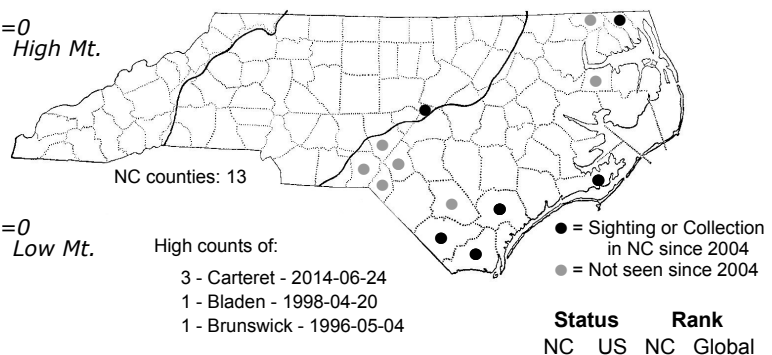 =0
High Mt.
NC counties: 13
=0
Low Mt.
High counts of:
3 - Carteret - 2014-06-24
1 - Bladen - 1998-04-20
1 - Brunswick - 1996-05-04
● = Sighting or Collection
in NC since 2004
● = Not seen since 2004
Status Rank
NC US NC Global